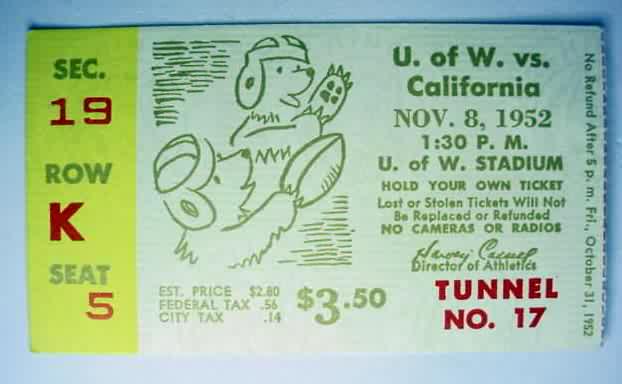 SEC.
19
ROW
K
SEAT
5
U. of W. vs.
California
NOV. 8, 1952
1:30 P. M.
U. of W. STADIUM
HOLD YOUR OWN TICKET
Lost or Stolen Tickets Will Not
Be Replaced or Refunded
NO CAMERAS OR RADIOS
Harvey Cassill
Director of Athletics
EST. PRICE $2.80
FEDERAL TAX .56
CITY TAX .14
$3.50
TUNNEL
NO. 17
No Refund After 5 p. m. Fri., October 31, 1952